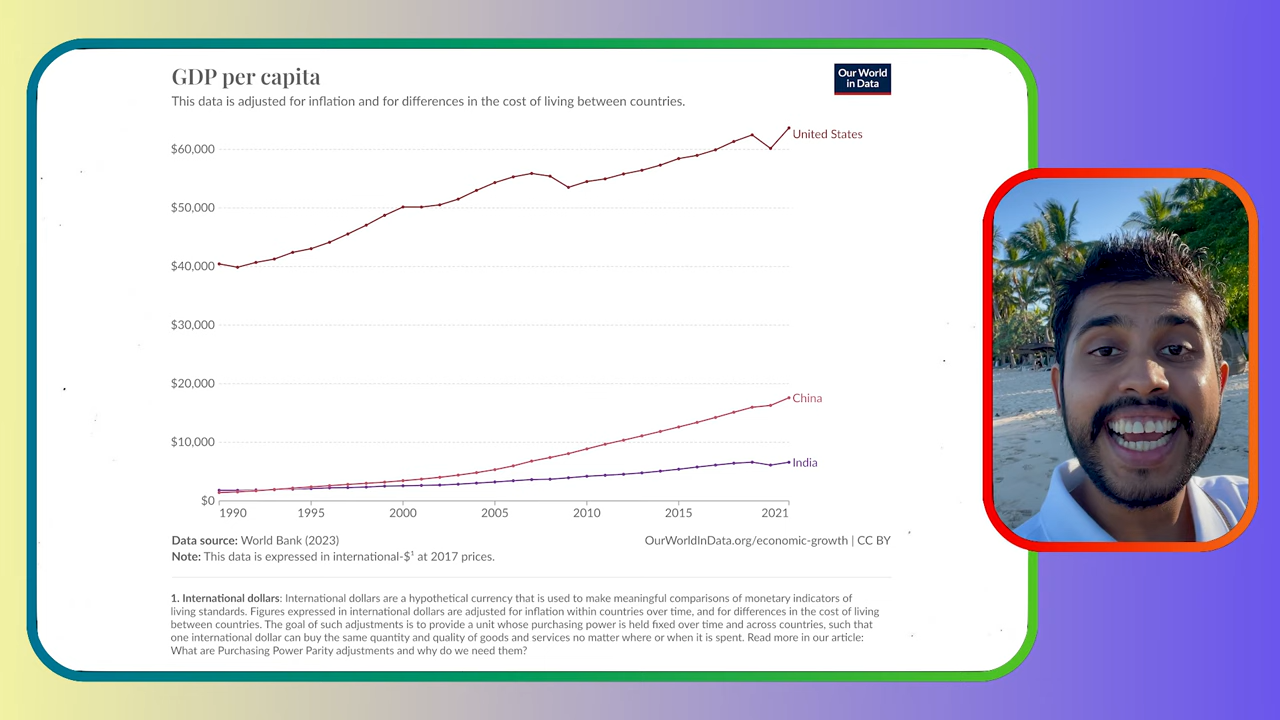 GDP per capita
This data is adjusted for inflation and for differences in the cost of living between countries.
Our World
in Data
United States
$60,000
$50,000
$40,000
$30,000
$20,000
China
$10,000
India
$0
1990 1995 2000 2005 2010 2015 2021
Data source: World Bank (2023)
OurWorldInData.org/economic-growth | CC BY
Note: This data is expressed in international-$¹ at 2017 prices.
1. International dollars: International dollars are a hypothetical currency that is used to make meaningful comparisons of monetary indicators of
living standards. Figures expressed in international dollars are adjusted for inflation within countries over time, and for differences in the cost of living
between countries. The goal of such adjustments is to provide a unit whose purchasing power is held fixed over time and across countries, such that
one international dollar can buy the same quantity and quality of goods and services no matter where or when it is spent. Read more in our article:
What are Purchasing Power Parity adjustments and why do we need them?